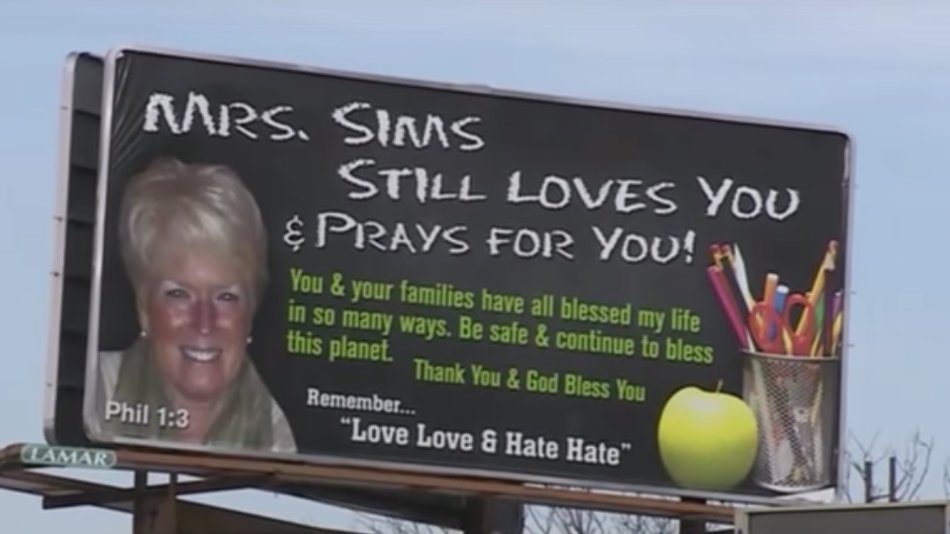 MRS. SIMS
STILL LOVES YOU
& PRAYS FOR YOU!
You & your families have all blessed my life
in so many ways. Be safe & continue to bless
this planet.
Thank You & God Bless You
Remember...
"Love Love & Hate Hate"
Phil 1:3
LAMAR